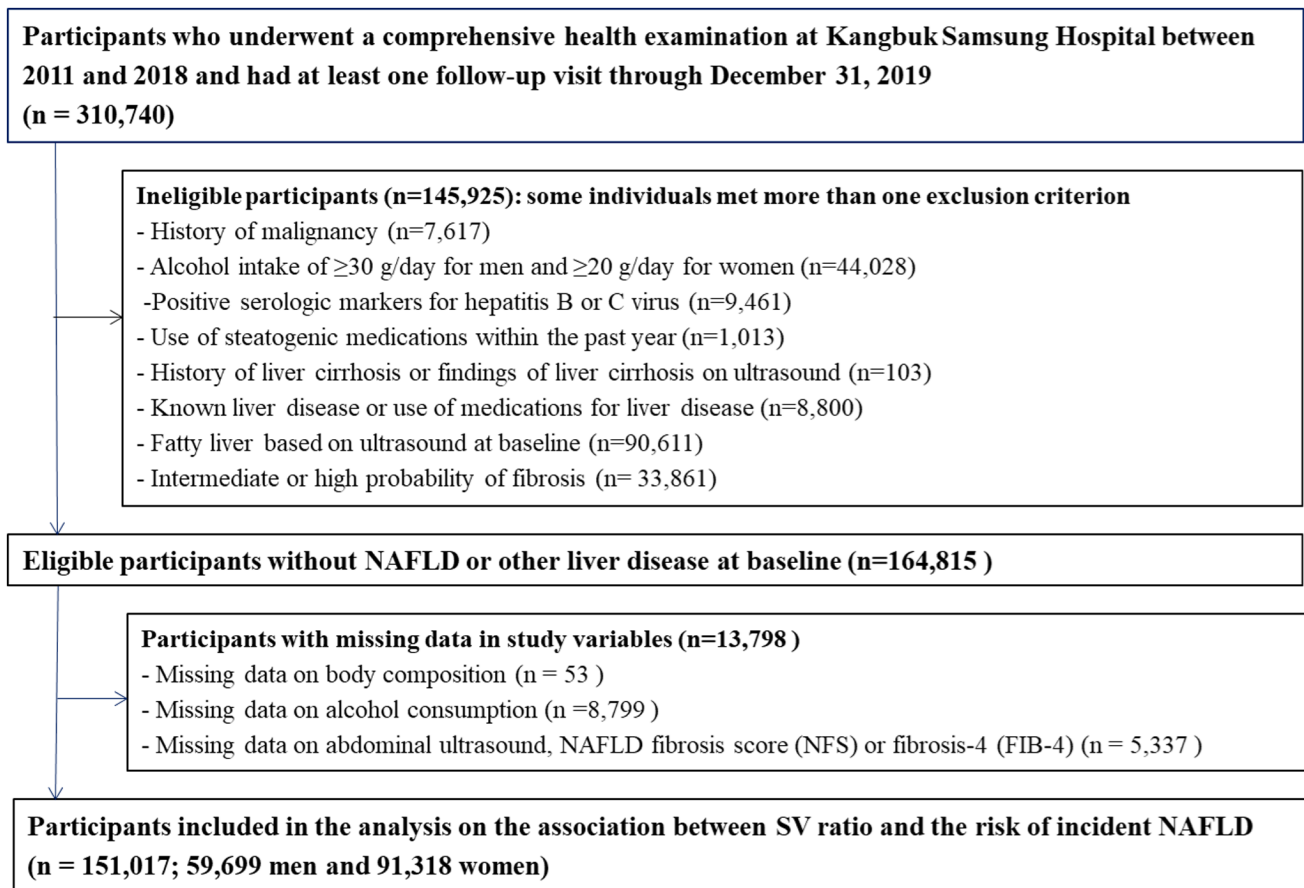 Participants who underwent a comprehensive health examination at Kangbuk Samsung Hospital between
2011 and 2018 and had at least one follow-up visit through December 31, 2019
(n = 310,740)
Ineligible participants (n=145,925): some individuals met more than one exclusion criterion
- History of malignancy (n=7,617)
- Alcohol intake of ≥30 g/day for men and ≥20 g/day for women (n=44,028)
-Positive serologic markers for hepatitis B or C virus (n=9,461)
- Use of steatogenic medications within the past year (n=1,013)
- History of liver cirrhosis or findings of liver cirrhosis on ultrasound (n=103)
- Known liver disease or use of medications for liver disease (n=8,800)
- Fatty liver based on ultrasound at baseline (n=90,611)
- Intermediate or high probability of fibrosis (n= 33,861)
Eligible participants without NAFLD or other liver disease at baseline (n=164,815 )
Participants with missing data in study variables (n=13,798 )
- Missing data on body composition (n = 53 )
- Missing data on alcohol consumption (n =8,799 )
- Missing data on abdominal ultrasound, NAFLD fibrosis score (NFS) or fibrosis-4 (FIB-4) (n = 5,337 )
Participants included in the analysis on the association between SV ratio and the risk of incident NAFLD
(n = 151,017; 59,699 men and 91,318 women)